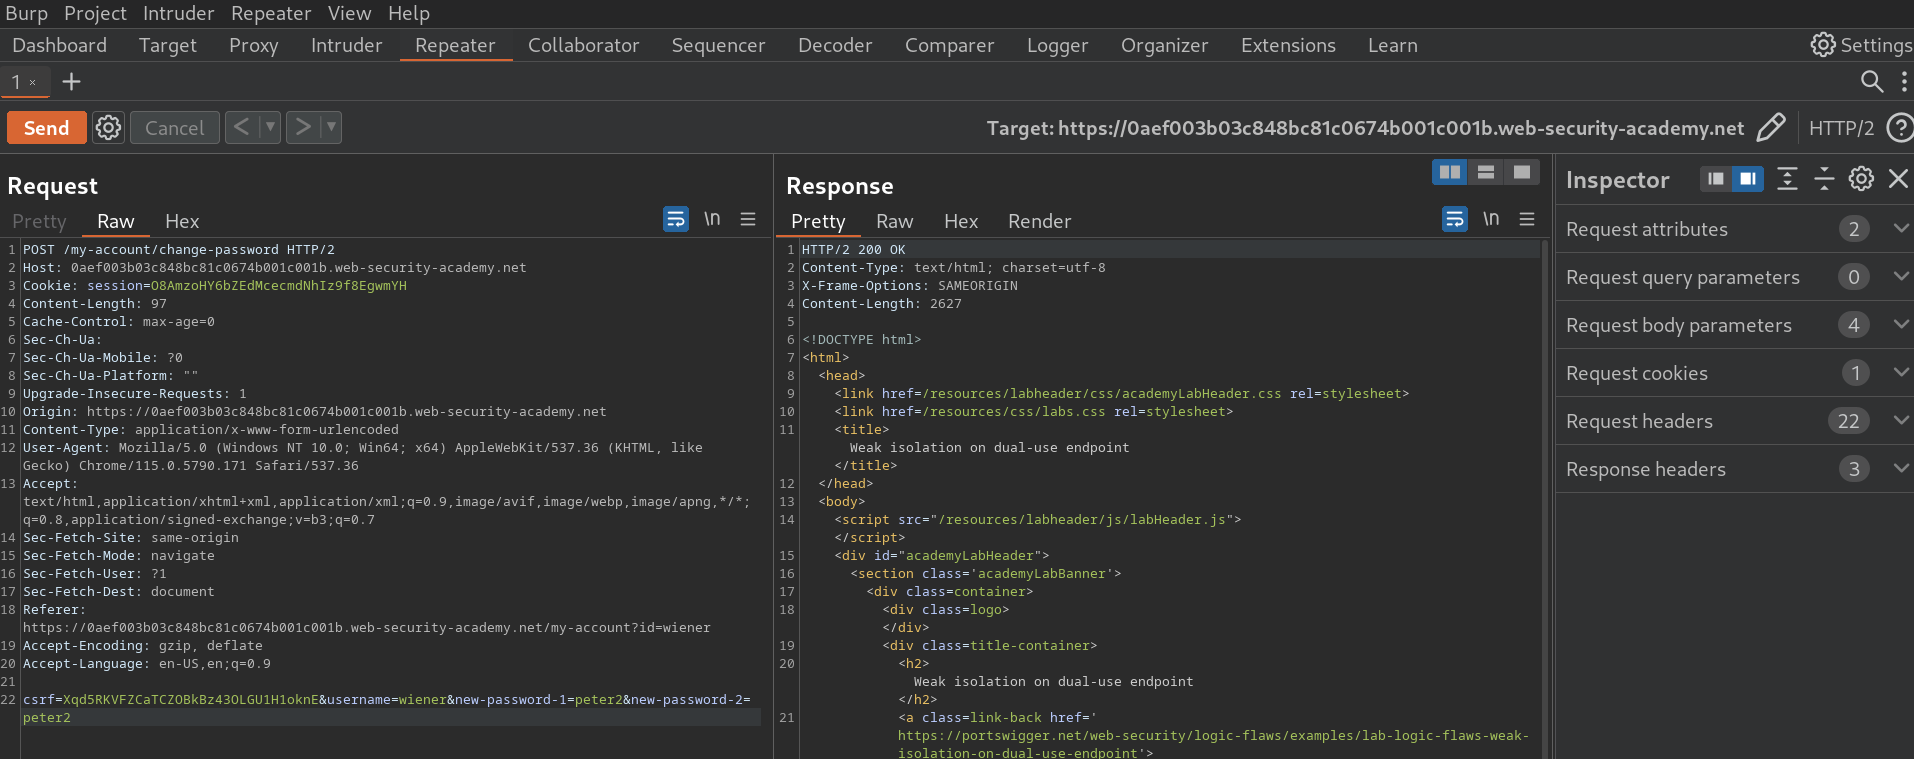 Burp Project Intruder Repeater View Help
Dashboard Target Proxy Intruder Repeater Collaborator Sequencer Decoder Comparer Logger Organizer Extensions Learn Settings
1 × +
Send Cancel < ▼ > ▼ Target: https://0aef003b03c848bc81c0674b001c001b.web-security-academy.net HTTP/2 ?
Request
Pretty Raw Hex \n
1 POST /my-account/change-password HTTP/2
2 Host: 0aef003b03c848bc81c0674b001c001b.web-security-academy.net
3 Cookie: session=O8AmzoHY6bZEdMcecmdNhIz9f8EgwmYH
4 Content-Length: 97
5 Cache-Control: max-age=0
6 Sec-Ch-Ua:
7 Sec-Ch-Ua-Mobile: ?0
8 Sec-Ch-Ua-Platform: ""
9 Upgrade-Insecure-Requests: 1
10 Origin: https://0aef003b03c848bc81c0674b001c001b.web-security-academy.net
11 Content-Type: application/x-www-form-urlencoded
12 User-Agent: Mozilla/5.0 (Windows NT 10.0; Win64; x64) AppleWebKit/537.36 (KHTML, like
Gecko) Chrome/115.0.5790.171 Safari/537.36
13 Accept:
text/html,application/xhtml+xml,application/xml;q=0.9,image/avif,image/webp,image/apng,*/*;
q=0.8,application/signed-exchange;v=b3;q=0.7
14 Sec-Fetch-Site: same-origin
15 Sec-Fetch-Mode: navigate
16 Sec-Fetch-User: ?1
17 Sec-Fetch-Dest: document
18 Referer:
https://0aef003b03c848bc81c0674b001c001b.web-security-academy.net/my-account?id=wiener
19 Accept-Encoding: gzip, deflate
20 Accept-Language: en-US,en;q=0.9
21
22 csrf=Xqd5RKVFZCaTCZOBkBz43OLGU1H1oknE&username=wiener&new-password-1=peter2&new-password-2=
peter2
Response
Pretty Raw Hex Render \n
1 HTTP/2 200 OK
2 Content-Type: text/html; charset=utf-8
3 X-Frame-Options: SAMEORIGIN
4 Content-Length: 2627
5
6 <!DOCTYPE html>
7 <html>
8 <head>
9 <link href=/resources/labheader/css/academyLabHeader.css rel=stylesheet>
10 <link href=/resources/css/labs.css rel=stylesheet>
11 <title>
Weak isolation on dual-use endpoint
</title>
12 </head>
13 <body>
14 <script src="/resources/labheader/js/labHeader.js">
</script>
15 <div id="academyLabHeader">
16 <section class='academyLabBanner'>
17 <div class=container>
18 <div class=logo>
</div>
19 <div class=title-container>
20 <h2>
Weak isolation on dual-use endpoint
</h2>
21 <a class=link-back href='
https://portswigger.net/web-security/logic-flaws/examples/lab-logic-flaws-weak-
isolation-on-dual-use-endpoint'>
Inspector
Request attributes 2
Request query parameters 0
Request body parameters 4
Request cookies 1
Request headers 22
Response headers 3